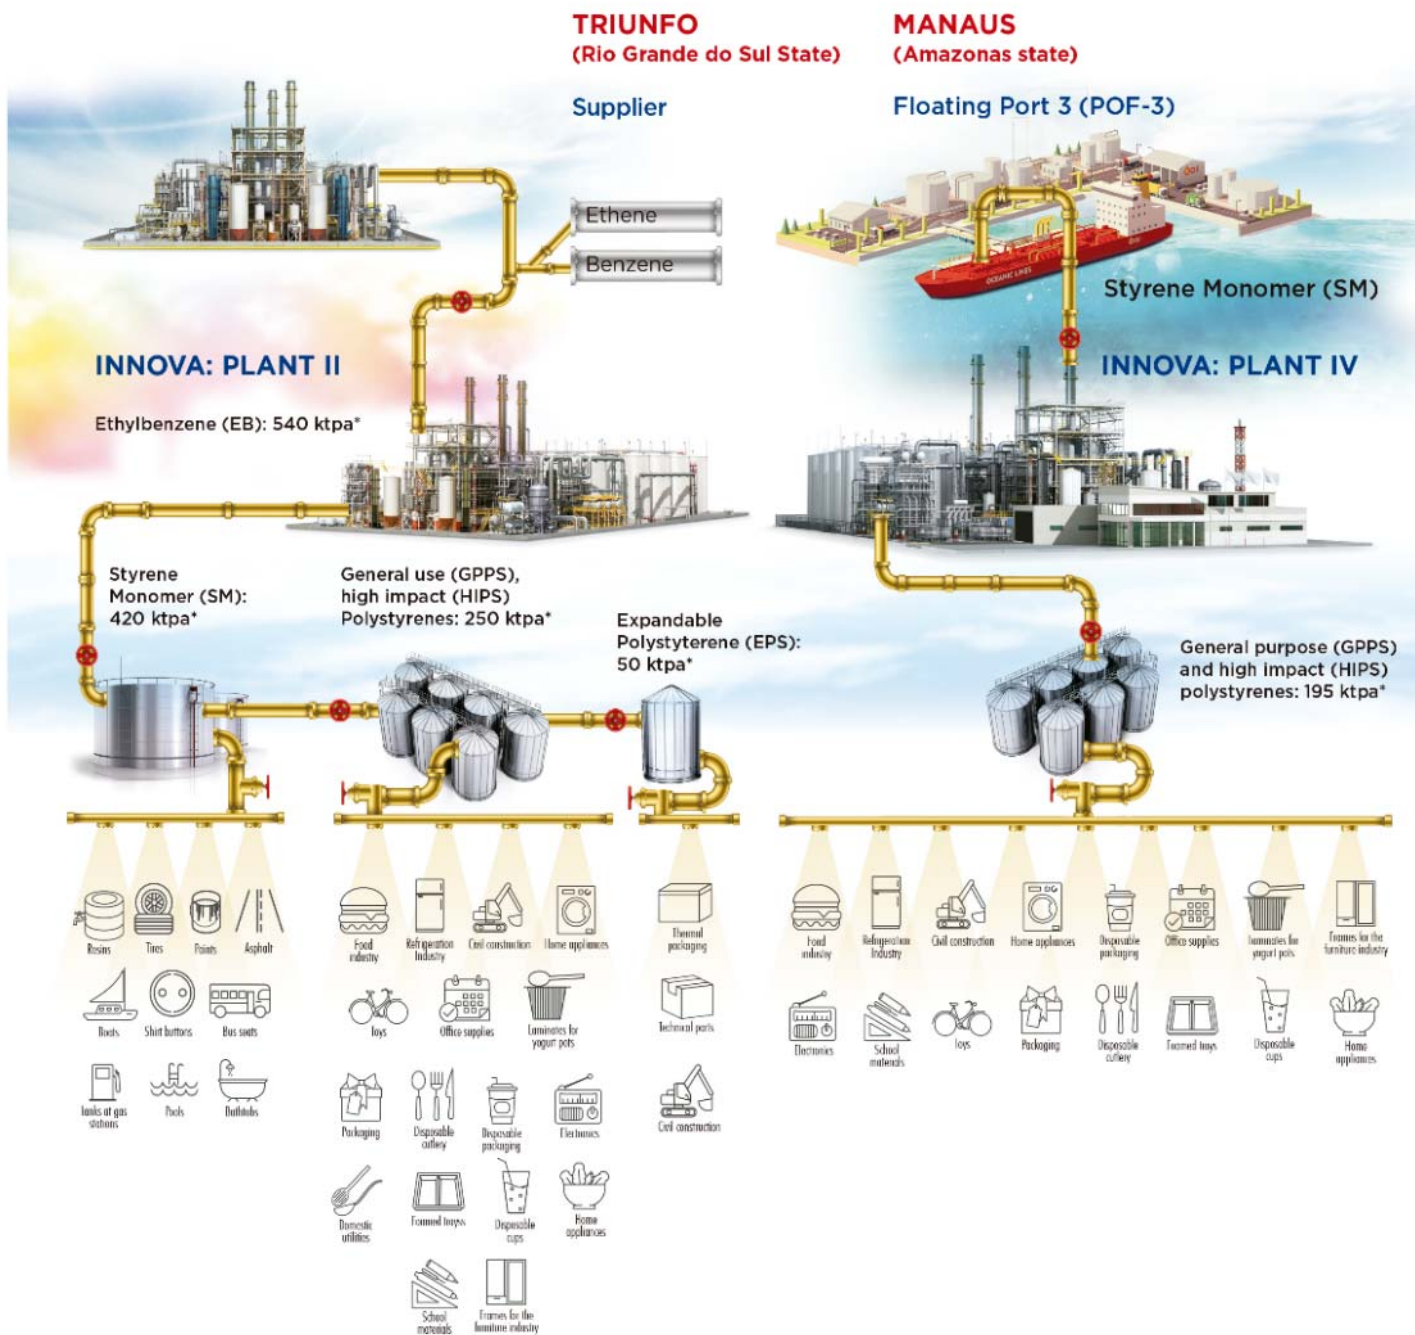 TRIUNFO
(Rio Grande do Sul State)
Supplier
Ethene
Benzene
MANAUS
(Amazonas state)
Floating Port 3 (POF-3)
OCEANIC LINES
Styrene Monomer (SM)
INNOVA: PLANT II
Ethylbenzene (EB): 540 ktpa*
INNOVA: PLANT IV
Styrene
Monomer (SM):
420 ktpa*
General use (GPPS),
high impact (HIPS)
Polystyrenes: 250 ktpa*
Expandable
Polystyterene (EPS):
50 ktpa*
General purpose (GPPS)
and high impact (HIPS)
polystyrenes: 195 ktpa*
Resins
Tires
Paints
Asphalt
Boats
Shirt buttons
Bus seats
Tanks at gas
stations
Pools
Bathtubs
Food
industry
Refrigeration
Industry
Civil construction
Home appliances
Toys
Office supplies
Laminates for
yogurt pots
Packaging
Disposable
cutlery
Disposable
packaging
Electronics
Domestic
utilities
Foamed trayss
Disposable
cups
Home
appliances
School
materials
Frames for the
furniture industry
Thermal
packaging
Technical parts
Civil construction
Food
industry
Refrigeration
Industry
Civil construction
Home appliances
Disposable
packaging
Office supplies
Laminates for
yogurt pots
Frames for the
furniture industry
Electronics
School
materials
Toys
Packaging
Disposable
cutlery
Foamed trays
Disposable
cups
Home
appliances